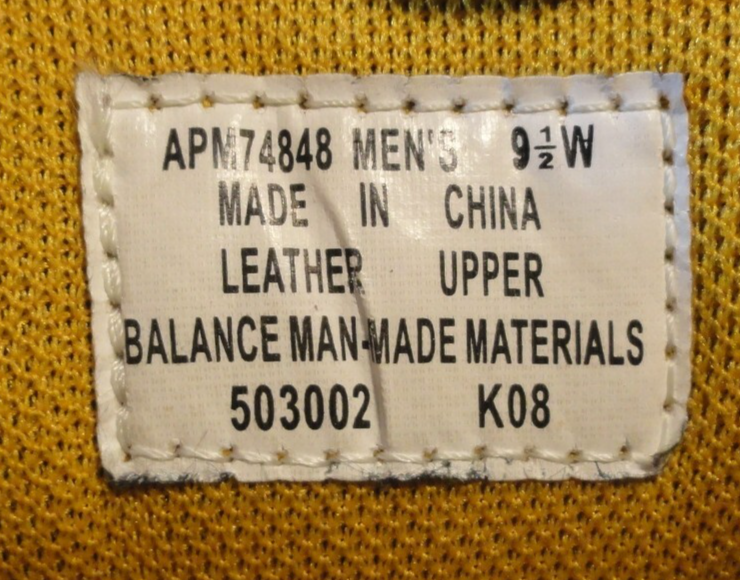 APM74848 MEN'S 9½W
MADE IN CHINA
LEATHER UPPER
BALANCE MAN-MADE MATERIALS
503002 K08